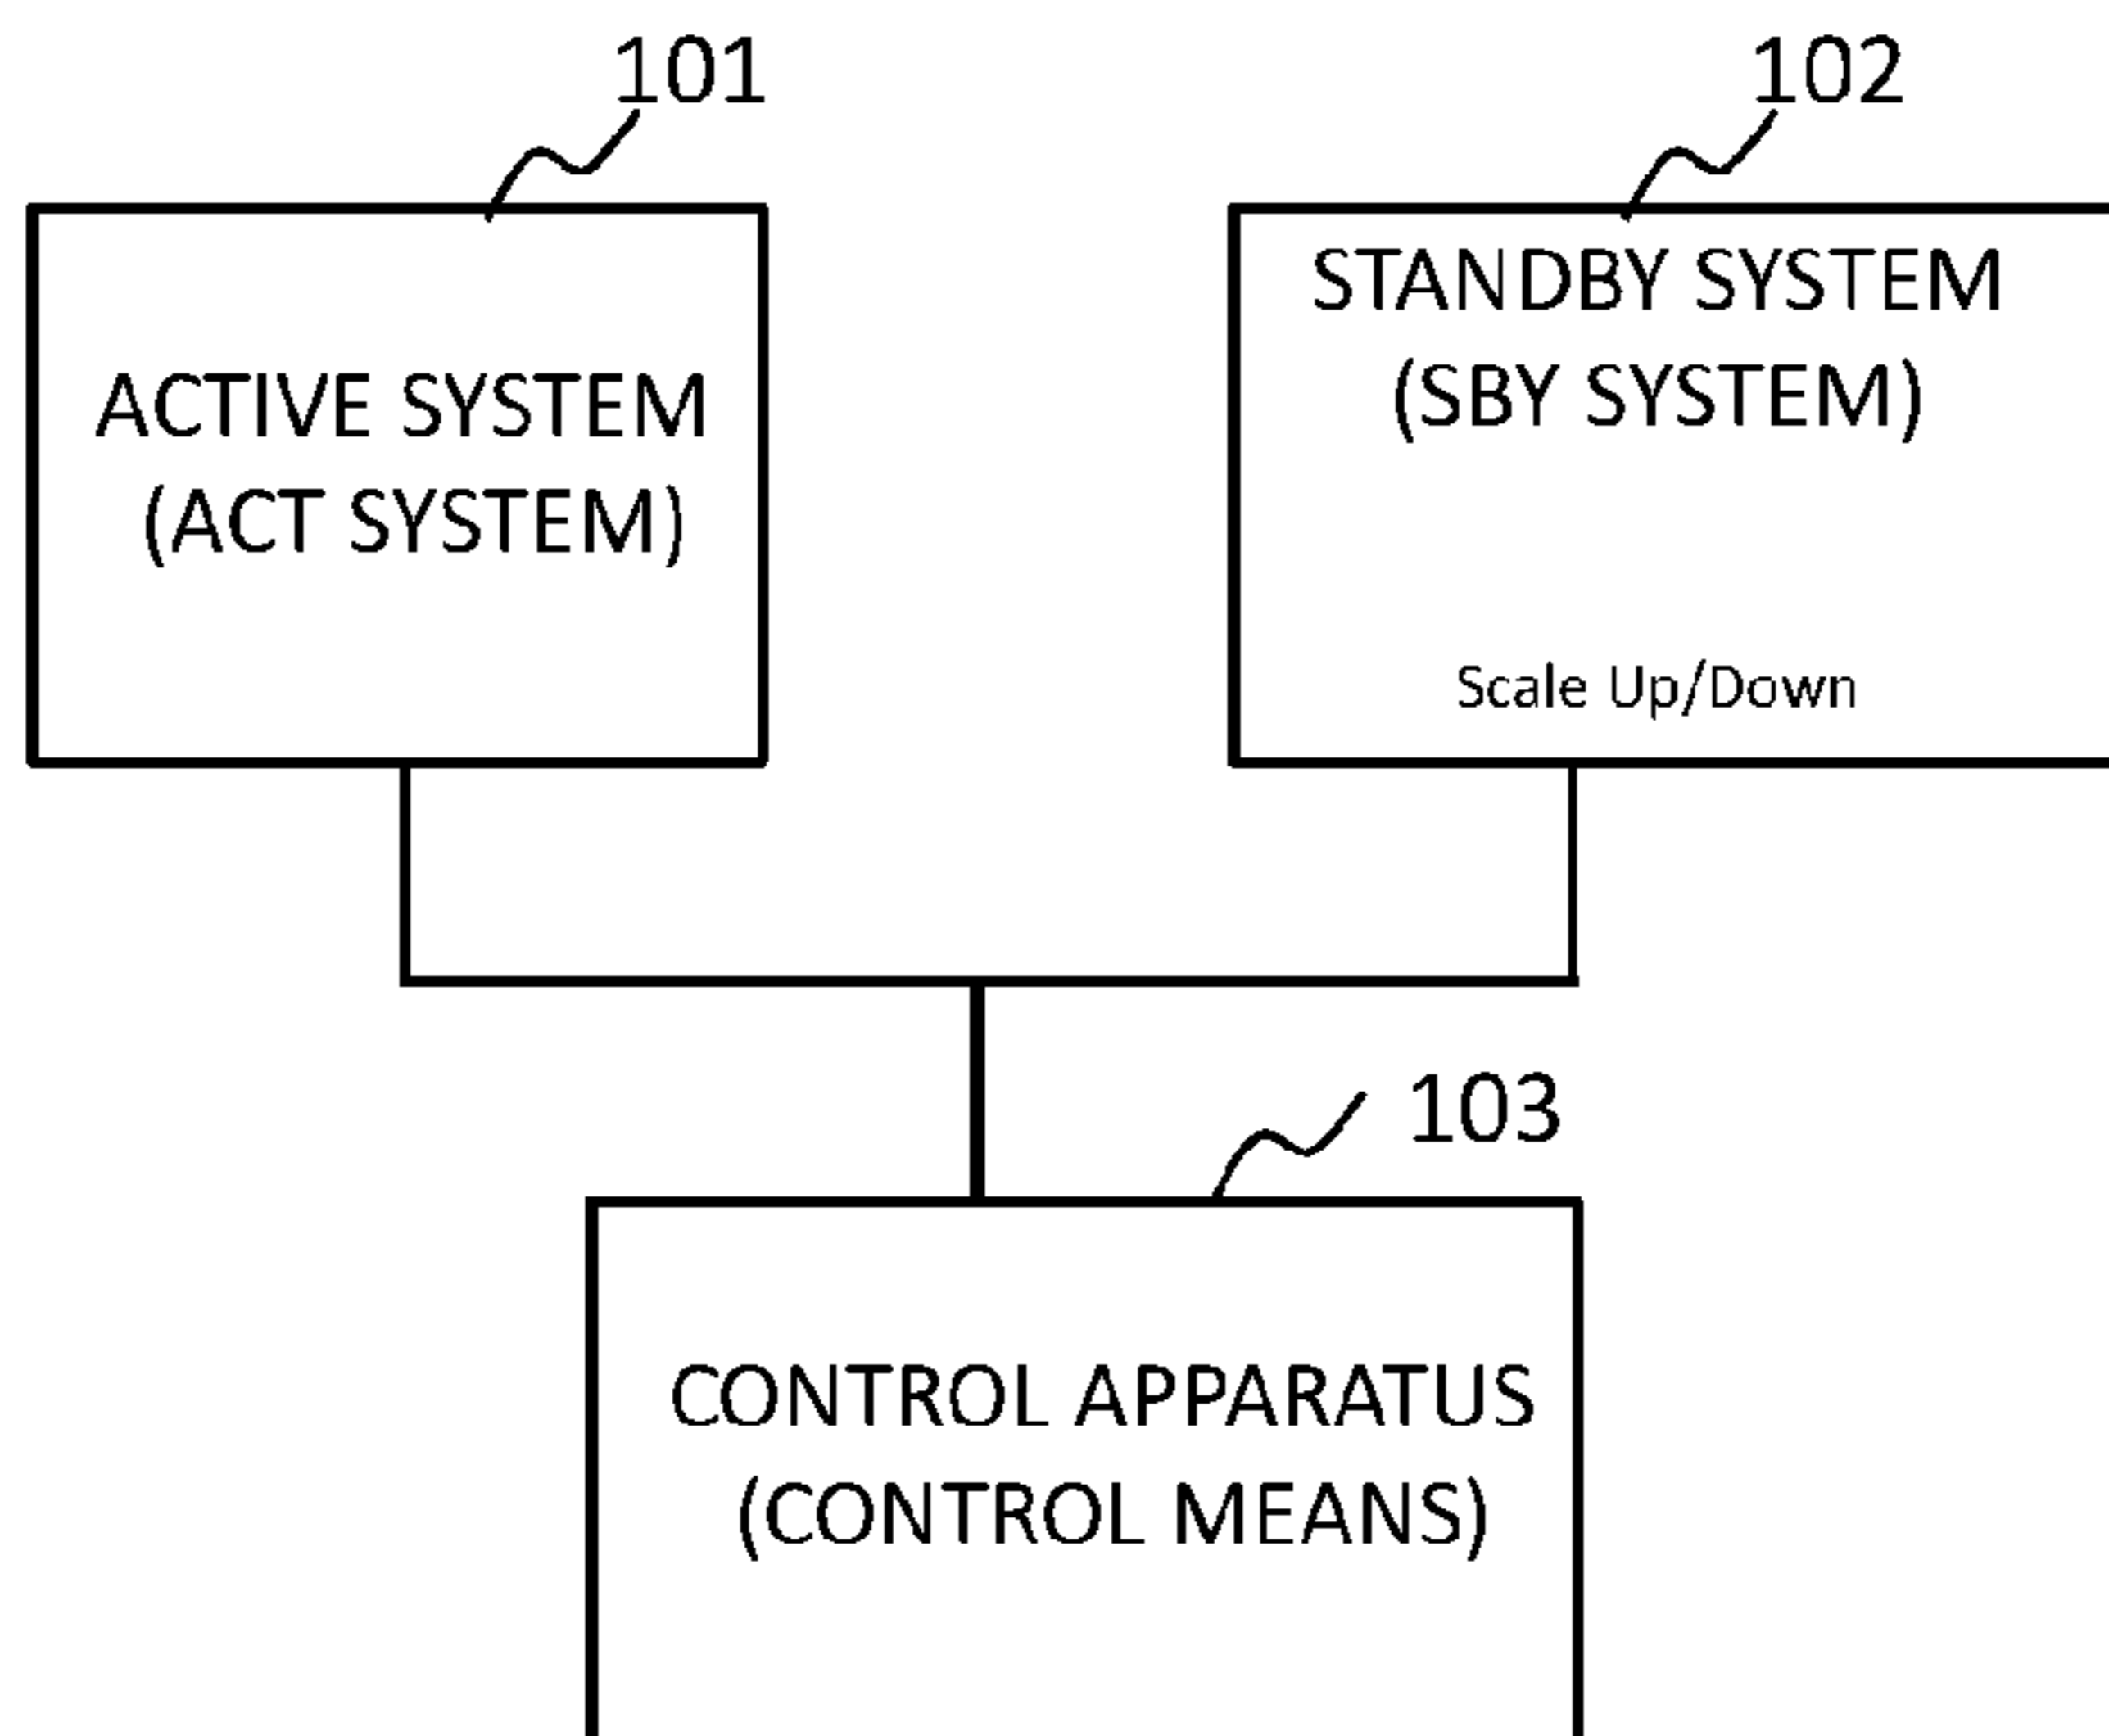 101
102
ACTIVE SYSTEM
(ACT SYSTEM)
STANDBY SYSTEM
(SBY SYSTEM)
Scale Up/Down
103
CONTROL APPARATUS
(CONTROL MEANS)